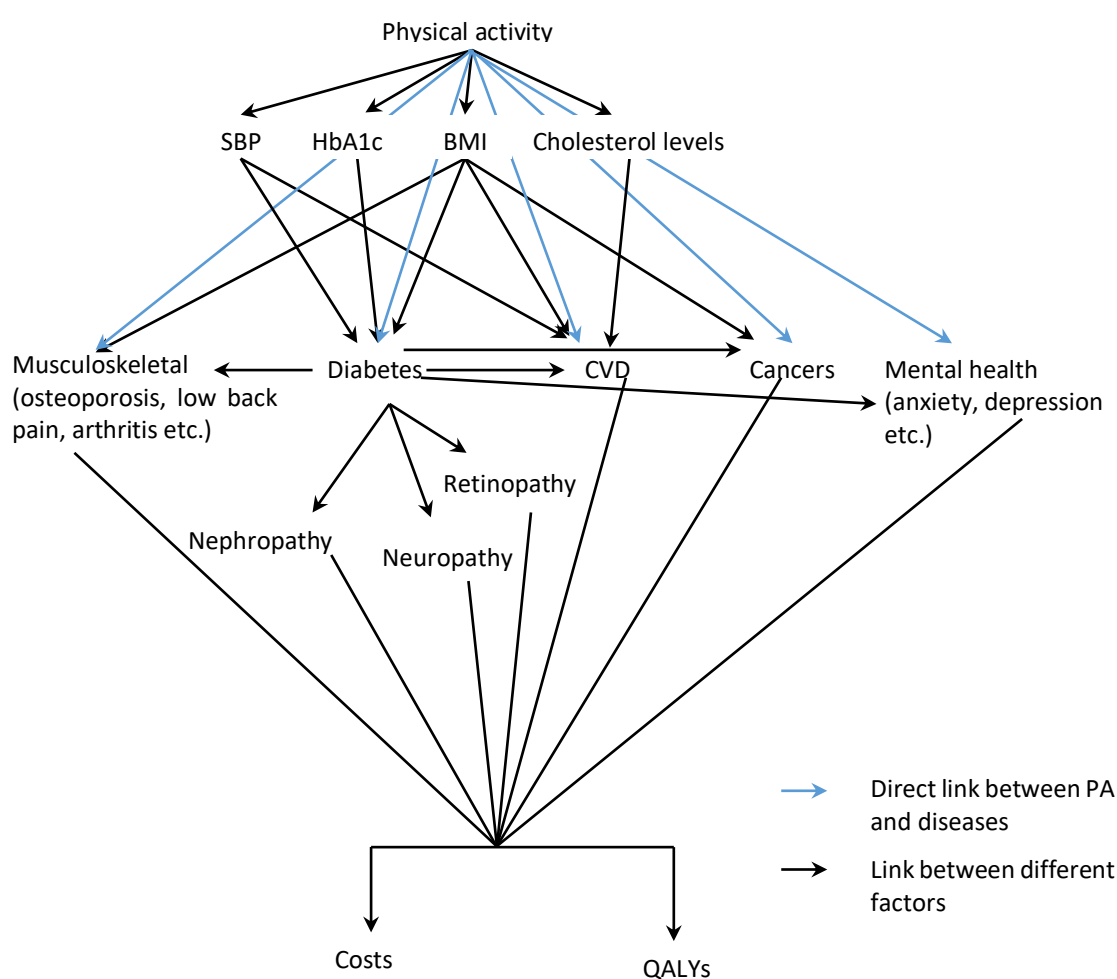 Physical activity
SBP
HbA1c
BMI
Cholesterol levels
Musculoskeletal
(osteoporosis, low back
pain, arthritis etc.)
Diabetes
CVD
Cancers
Mental health
(anxiety, depression
etc.)
Retinopathy
Nephropathy
Neuropathy
Direct link between PA
and diseases
Link between different
factors
Costs
QALYs